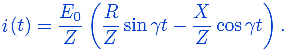 i(t) = \frac{E_0}{Z} \left( \frac{R}{Z} \sin \gamma t - \frac{X}{Z} \cos \gamma t \right).